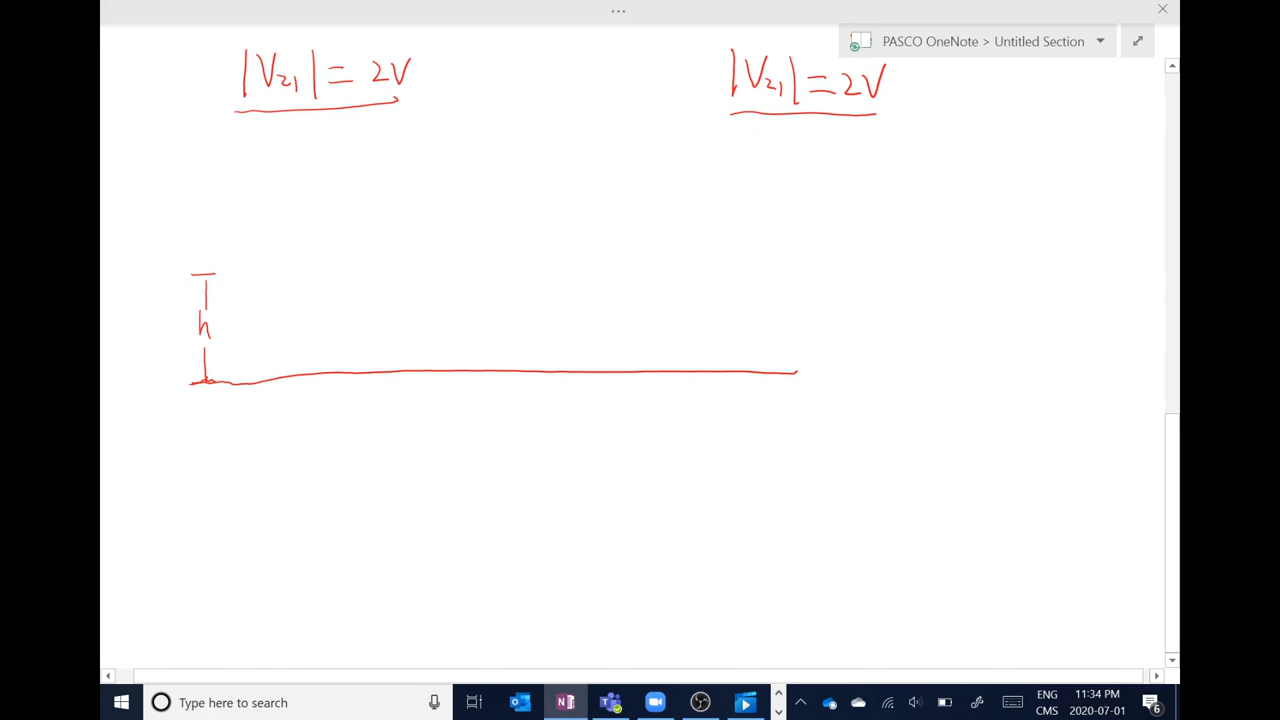 ...
PASCO OneNote > Untitled Section
|V₂₁| = 2V
|V₂₁| = 2V
h
Type here to search
ENG
CMS
11:34 PM
2020-07-01
6